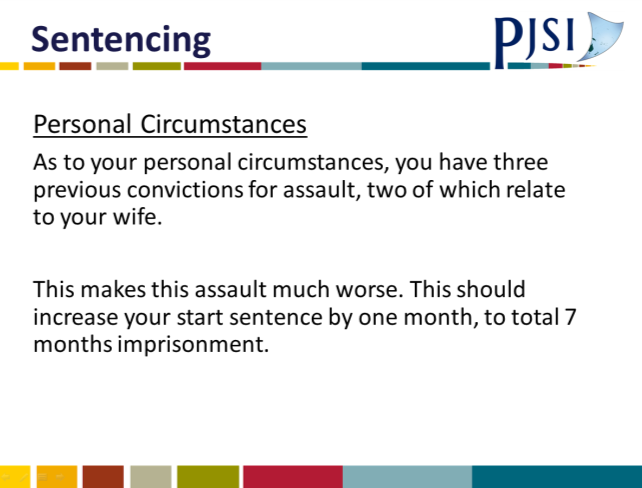 Sentencing
PJSI
Personal Circumstances
As to your personal circumstances, you have three
previous convictions for assault, two of which relate
to your wife.
This makes this assault much worse. This should
increase your start sentence by one month, to total 7
months imprisonment.